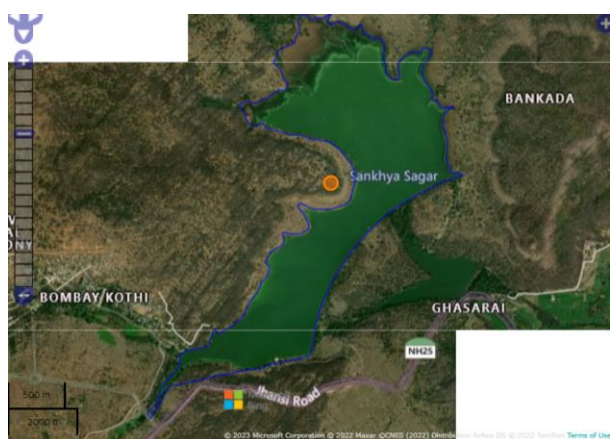 BANKADA
Sankhya Sagar
BOMBAY KOTHI
ONY
GHASARAI
NH25
Jhansi Road
500 m
2000 ft
© 2023 Microsoft Corporation © 2022 Maxar ©CNES (2022) Distribution Airbus DS © 2022 TomTom Terms of Use